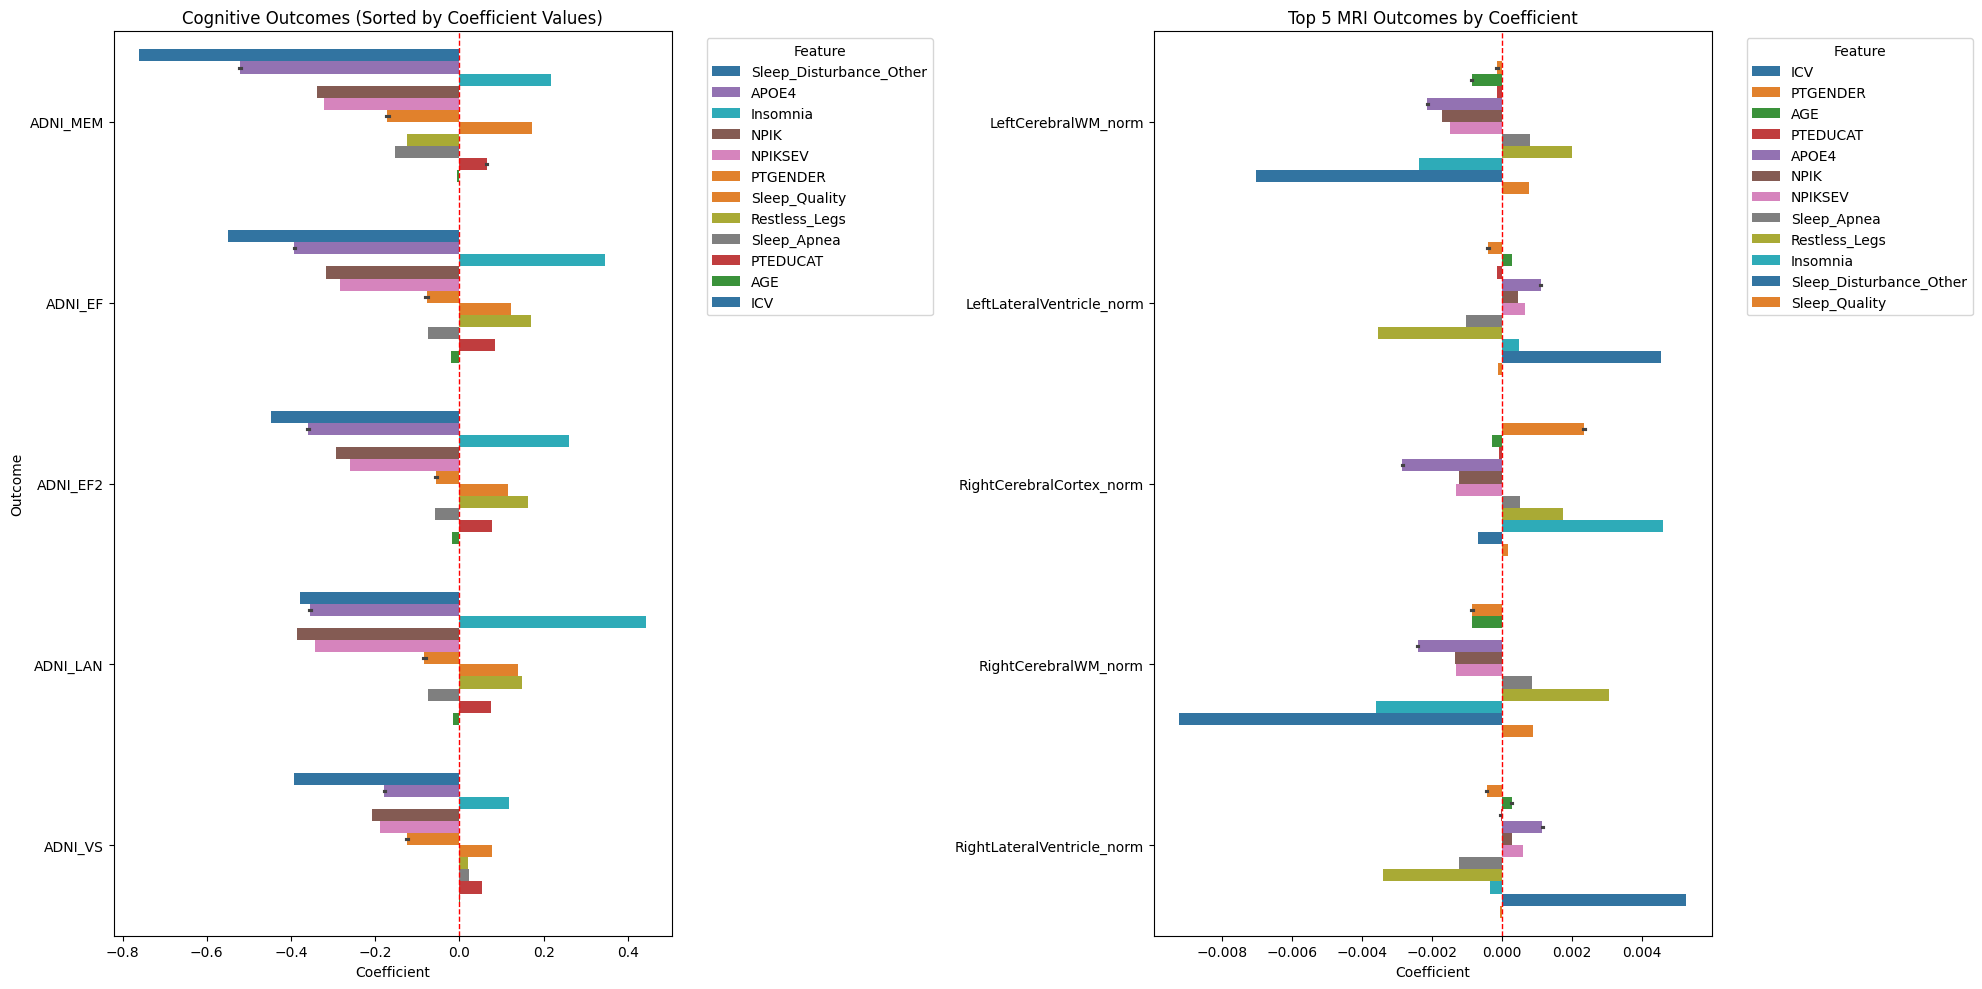 Cognitive Outcomes (Sorted by Coefficient Values)
Outcome
ADNI_MEM
ADNI_EF
ADNI_EF2
ADNI_LAN
ADNI_VS
−0.8 −0.6 −0.4 −0.2 0.0 0.2 0.4
Coefficient
Feature
Sleep_Disturbance_Other
APOE4
Insomnia
NPIK
NPIKSEV
PTGENDER
Sleep_Quality
Restless_Legs
Sleep_Apnea
PTEDUCAT
AGE
ICV
Top 5 MRI Outcomes by Coefficient
LeftCerebralWM_norm
LeftLateralVentricle_norm
RightCerebralCortex_norm
RightCerebralWM_norm
RightLateralVentricle_norm
−0.008 −0.006 −0.004 −0.002 0.000 0.002 0.004
Coefficient
Feature
ICV
PTGENDER
AGE
PTEDUCAT
APOE4
NPIK
NPIKSEV
Sleep_Apnea
Restless_Legs
Insomnia
Sleep_Disturbance_Other
Sleep_Quality